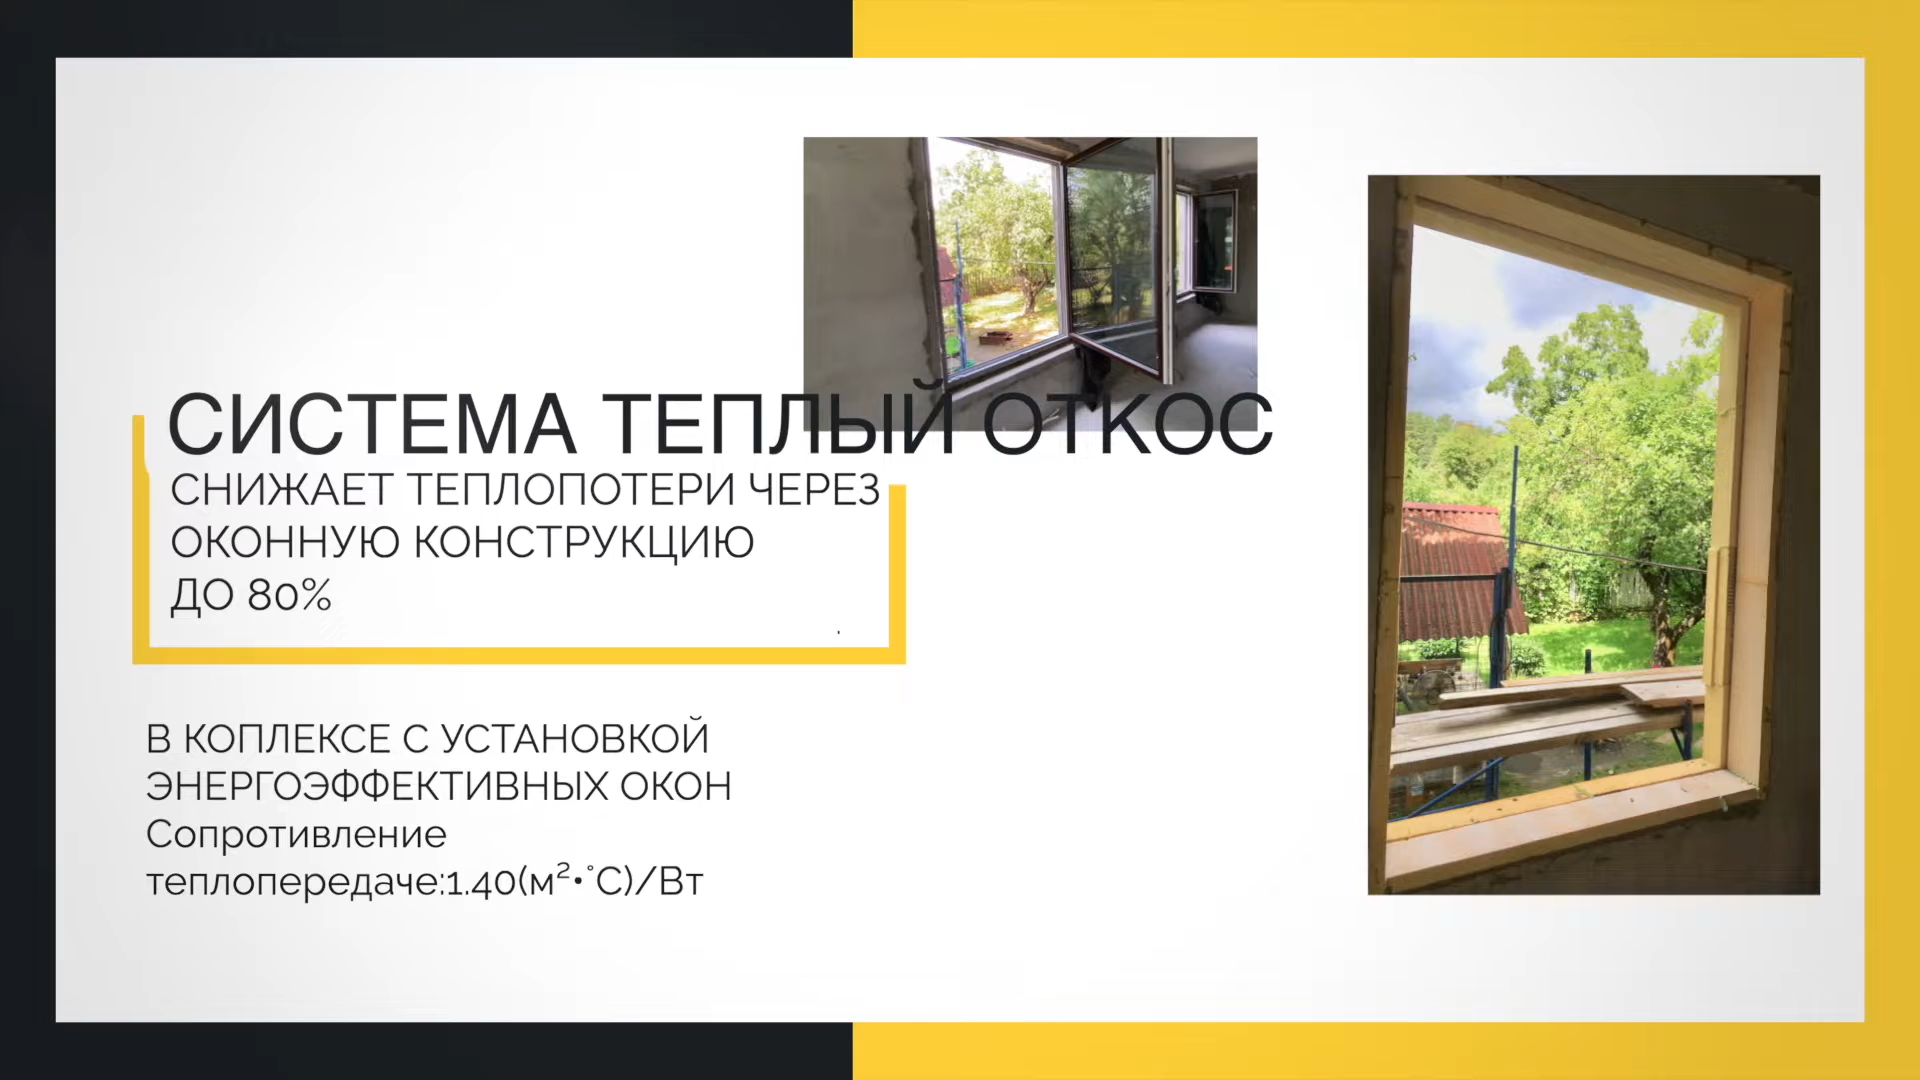 СИСТЕМА ТЕПЛЫЙ ОТКОС
СНИЖАЕТ ТЕПЛОПОТЕРИ ЧЕРЕЗ
ОКОННУЮ КОНСТРУКЦИЮ
ДО 80%
В КОПЛЕКСЕ С УСТАНОВКОЙ
ЭНЕРГОЭФФЕКТИВНЫХ ОКОН
Сопротивление
теплопередаче:1.40(м²•°С)/Вт